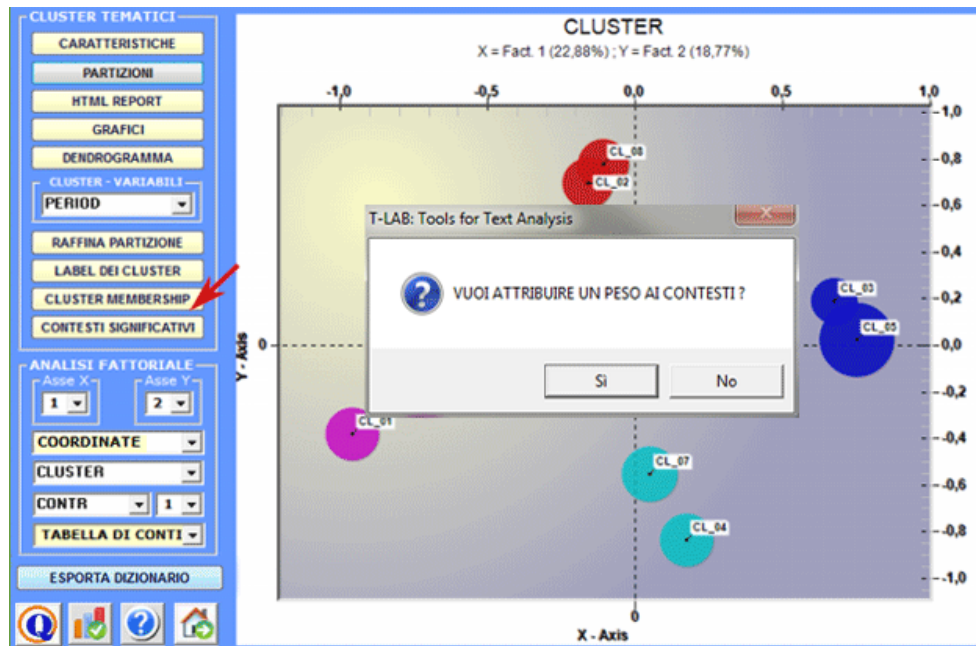 CLUSTER TEMATICI
CARATTERISTICHE
PARTIZIONI
HTML REPORT
GRAFICI
DENDROGRAMMA
CLUSTER - VARIABILI
PERIOD
RAFFINA PARTIZIONE
LABEL DEI CLUSTER
CLUSTER MEMBERSHIP
CONTESTI SIGNIFICATIVI
ANALISI FATTORIALE
Asse X
Asse Y
1
2
COORDINATE
CLUSTER
CONTR
1
TABELLA DI CONTI
ESPORTA DIZIONARIO
CLUSTER
X = Fact. 1 (22,88%) ; Y = Fact. 2 (18,77%)
-1,0 -0,5 0,0 0,5 1,0
-1,0
CL_08
-0,8
CL_02
-0,6
T-LAB: Tools for Text Analysis
X
-0,4
VUOI ATTRIBUIRE UN PESO AI CONTESTI ?
CL_03
-0,2
CL_05
0
-0,0
Y - Axis
Sì
No
-0,2
CL_01
-0,4
CL_07
-0,6
CL_04
-0,8
-1,0
0
X - Axis